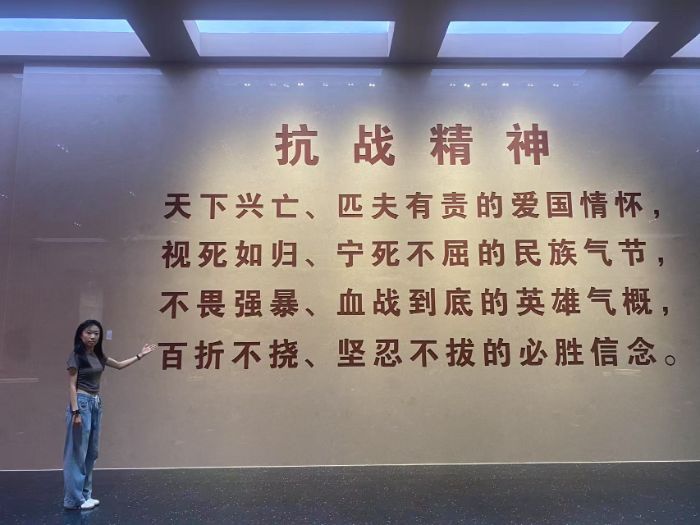 抗战精神
天下兴亡、匹夫有责的爱国情怀，
视死如归、宁死不屈的民族气节，
不畏强暴、血战到底的英雄气概，
百折不挠、坚忍不拔的必胜信念。